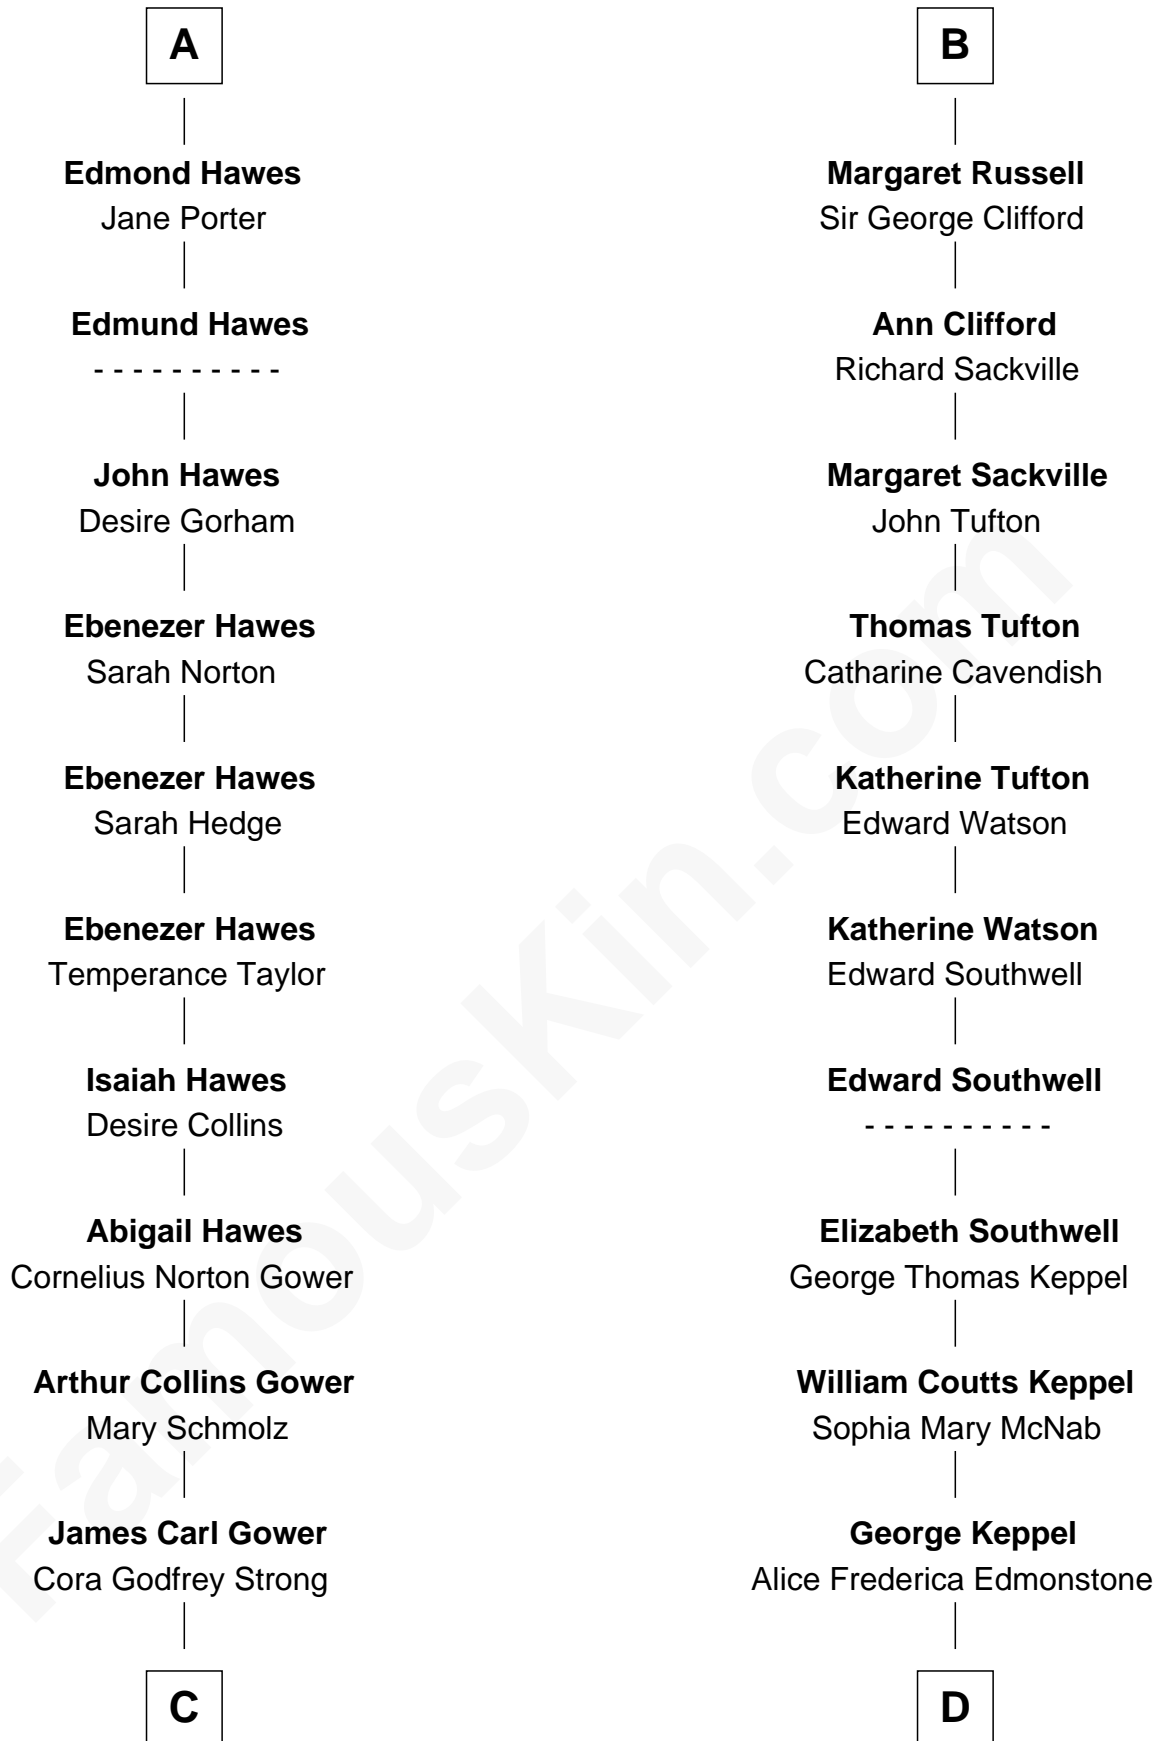 A
Edmond Hawes
Jane Porter
Edmund Hawes
- - - - - - - - - -
John Hawes
Desire Gorham
Ebenezer Hawes
Sarah Norton
Ebenezer Hawes
Sarah Hedge
Ebenezer Hawes
Temperance Taylor
Isaiah Hawes
Desire Collins
Abigail Hawes
Cornelius Norton Gower
Arthur Collins Gower
Mary Schmolz
James Carl Gower
Cora Godfrey Strong
C
B
Margaret Russell
Sir George Clifford
Ann Clifford
Richard Sackville
Margaret Sackville
John Tufton
Thomas Tufton
Catharine Cavendish
Katherine Tufton
Edward Watson
Katherine Watson
Edward Southwell
Edward Southwell
- - - - - - - - - -
Elizabeth Southwell
George Thomas Keppel
William Coutts Keppel
Sophia Mary McNab
George Keppel
Alice Frederica Edmonstone
D
FamousKin.com